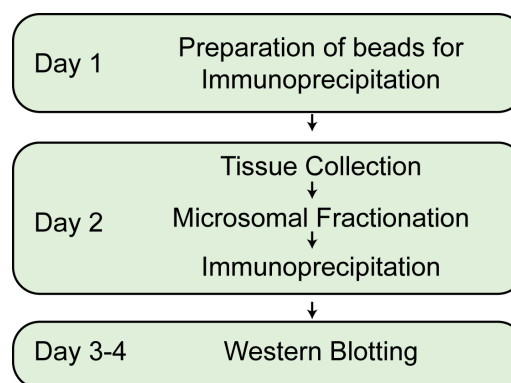 Day 1
Preparation of beads for
Immunoprecipitation
Day 2
Tissue Collection
Microsomal Fractionation
Immunoprecipitation
Day 3-4
Western Blotting